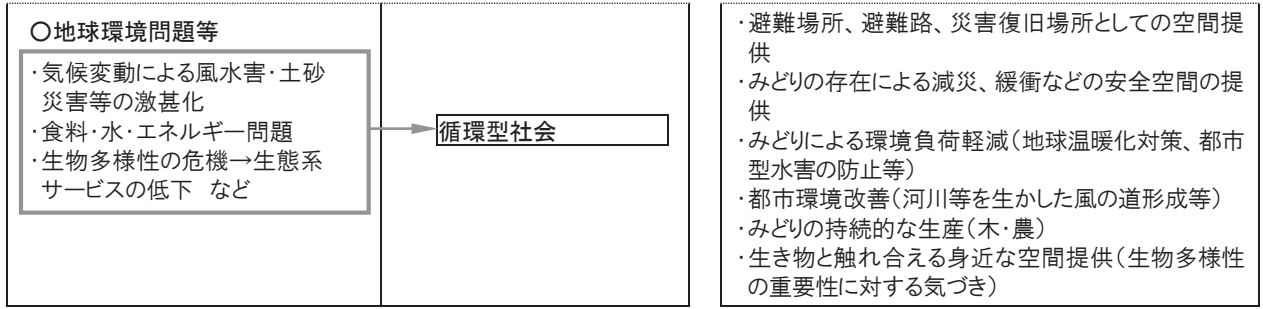 〇地球環境問題等
・気候変動による風水害・土砂
災害等の激甚化
・食料・水・エネルギー問題
・生物多様性の危機→生態系
サービスの低下　など
循環型社会
・避難場所、避難路、災害復旧場所としての空間提
供
・みどりの存在による減災、緩衝などの安全空間の提
供
・みどりによる環境負荷軽減（地球温暖化対策、都市
型水害の防止等）
・都市環境改善（河川等を生かした風の道形成等）
・みどりの持続的な生産（木・農）
・生き物と触れ合える身近な空間提供（生物多様性
の重要性に対する気づき）